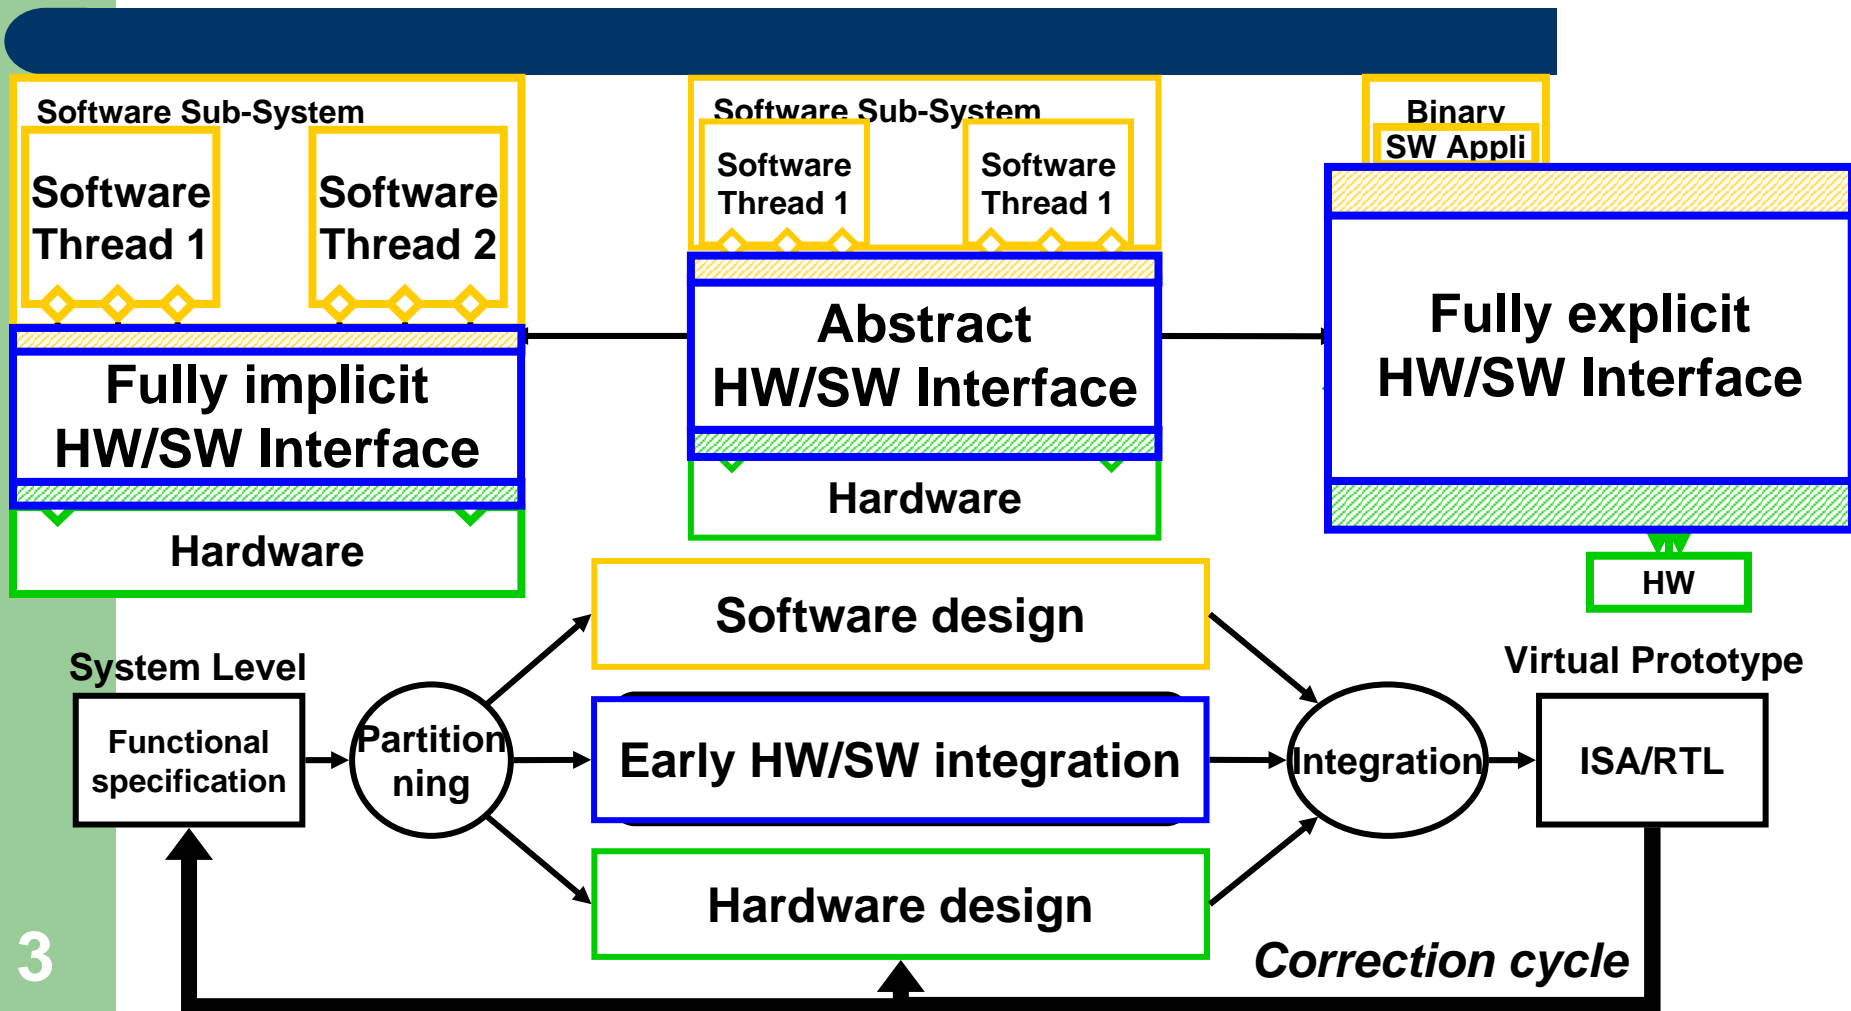 Software Sub-System
Software
Thread 1
Software
Thread 2
Fully implicit
HW/SW Interface
Hardware
Software Sub-System
Software
Thread 1
Software
Thread 1
Abstract
HW/SW Interface
Hardware
Binary
SW Appli
Fully explicit
HW/SW Interface
HW
System Level
Functional
specification
Partition
ning
Software design
Early HW/SW integration
Hardware design
Integration
Virtual Prototype
ISA/RTL
Correction cycle
3